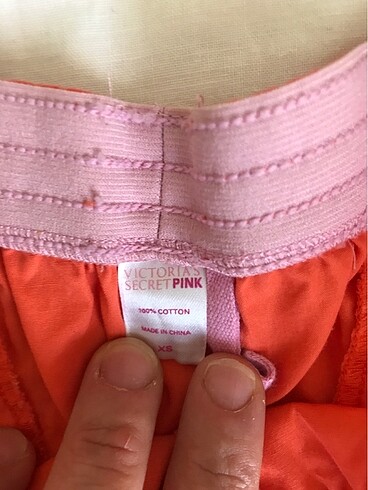 VICTORIA'S
SECRET PINK
100% COTTON
MADE IN CHINA
XS